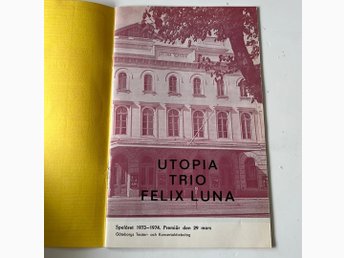 UTOPIA
TRIO
FELIX LUNA
Spelåret 1973-1974. Premiär den 29 mars
Göteborgs Teater- och Konsertaktiebolag